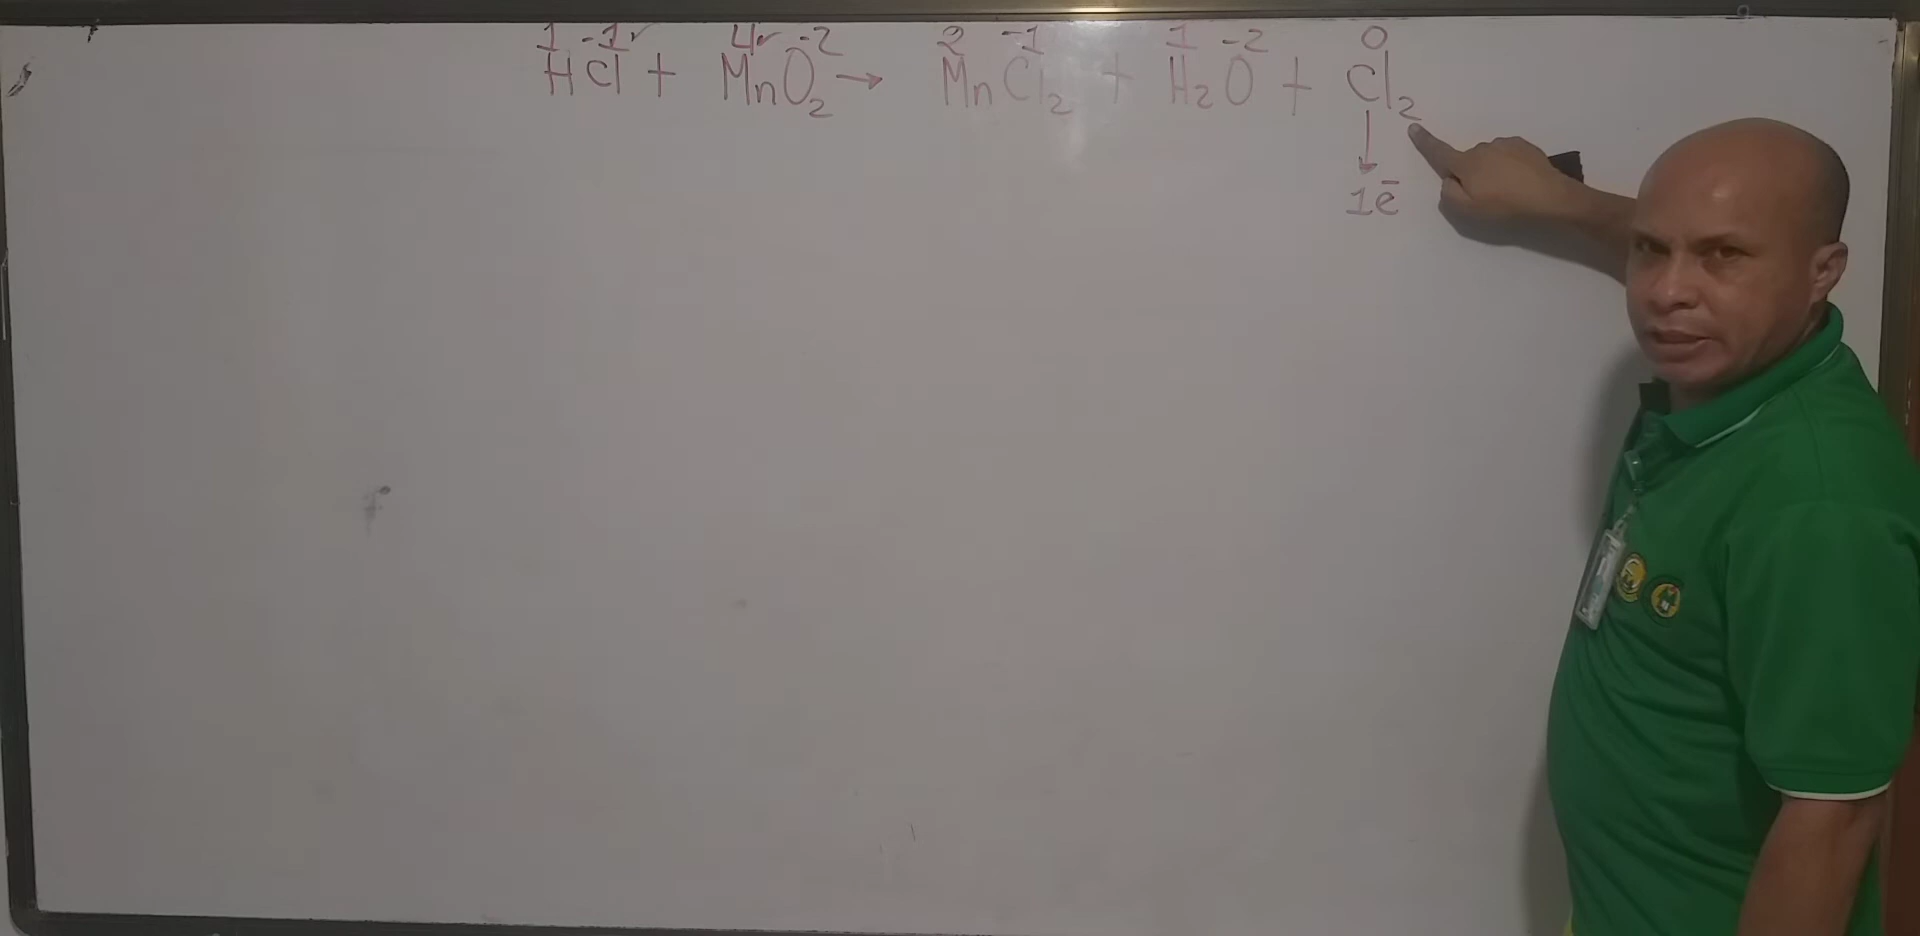 1 -1 4 -2 2 -1 1 -2 0
HCl + MnO₂ → MnCl₂ + H₂O + Cl₂
↓
1ē